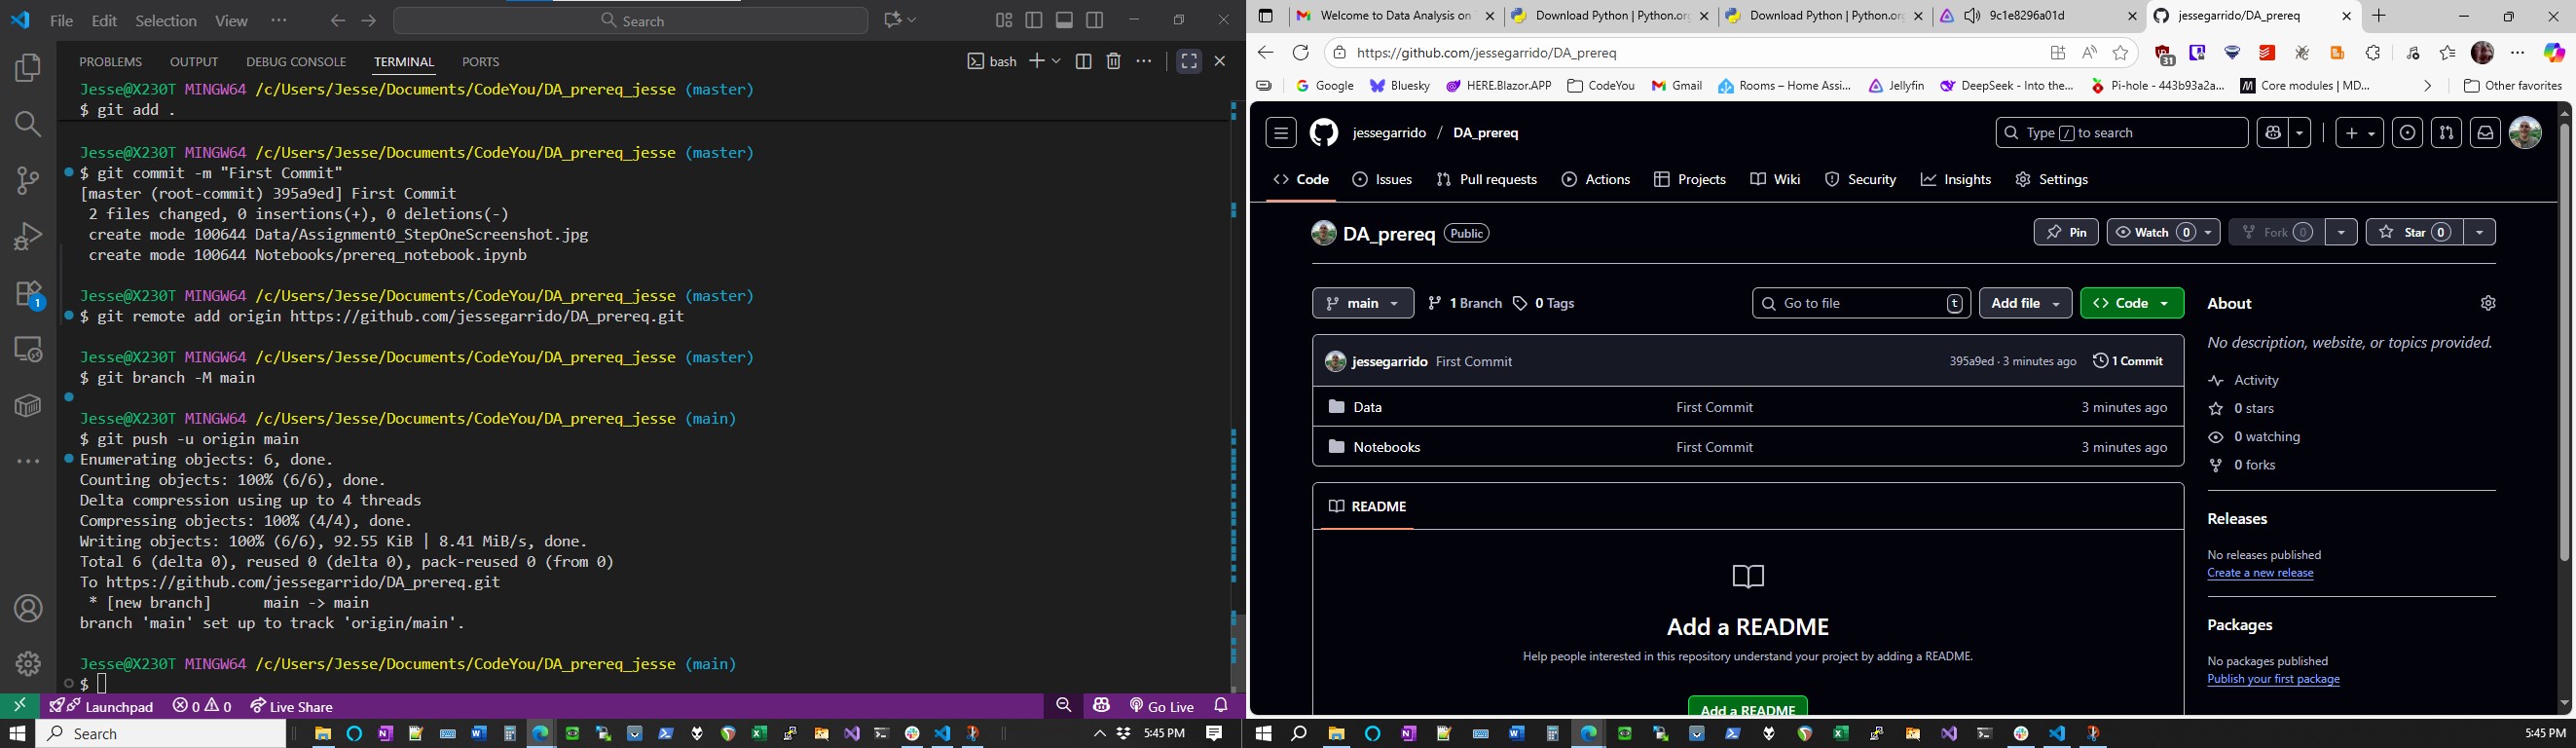 File Edit Selection View ··· Search
PROBLEMS OUTPUT DEBUG CONSOLE TERMINAL PORTS bash
Jesse@X230T MINGW64 /c/Users/Jesse/Documents/CodeYou/DA_prereq_jesse (master)
$ git add .
Jesse@X230T MINGW64 /c/Users/Jesse/Documents/CodeYou/DA_prereq_jesse (master)
$ git commit -m "First Commit"
[master (root-commit) 395a9ed] First Commit
2 files changed, 0 insertions(+), 0 deletions(-)
create mode 100644 Data/Assignment0_StepOneScreenshot.jpg
create mode 100644 Notebooks/prereq_notebook.ipynb
Jesse@X230T MINGW64 /c/Users/Jesse/Documents/CodeYou/DA_prereq_jesse (master)
$ git remote add origin https://github.com/jessegarrido/DA_prereq.git
Jesse@X230T MINGW64 /c/Users/Jesse/Documents/CodeYou/DA_prereq_jesse (master)
$ git branch -M main
Jesse@X230T MINGW64 /c/Users/Jesse/Documents/CodeYou/DA_prereq_jesse (main)
$ git push -u origin main
Enumerating objects: 6, done.
Counting objects: 100% (6/6), done.
Delta compression using up to 4 threads
Compressing objects: 100% (4/4), done.
Writing objects: 100% (6/6), 92.55 KiB | 8.41 MiB/s, done.
Total 6 (delta 0), reused 0 (delta 0), pack-reused 0 (from 0)
To https://github.com/jessegarrido/DA_prereq.git
* [new branch] main -> main
branch 'main' set up to track 'origin/main'.
Jesse@X230T MINGW64 /c/Users/Jesse/Documents/CodeYou/DA_prereq_jesse (main)
$
1
Launchpad 0 0 Live Share Go Live
Search 5:45 PM
Welcome to Data Analysis on Download Python | Python.org Download Python | Python.org 9c1e8296a01d jessegarrido/DA_prereq
https://github.com/jessegarrido/DA_prereq 31
Google Bluesky HERE.Blazor.APP CodeYou Gmail Rooms – Home Assi... Jellyfin DeepSeek - Into the... Pi-hole - 443b93a2a... Core modules | MD... Other favorites
jessegarrido / DA_prereq Type / to search
Code Issues Pull requests Actions Projects Wiki Security Insights Settings
DA_prereq Public Pin Watch 0 Fork 0 Star 0
main 1 Branch 0 Tags Go to file t Add file Code
jessegarrido First Commit 395a9ed · 3 minutes ago 1 Commit
Data First Commit 3 minutes ago
Notebooks First Commit 3 minutes ago
README
Add a README
Help people interested in this repository understand your project by adding a README.
Add a README
About
No description, website, or topics provided.
Activity
0 stars
0 watching
0 forks
Releases
No releases published
Create a new release
Packages
No packages published
Publish your first package
5:45 PM